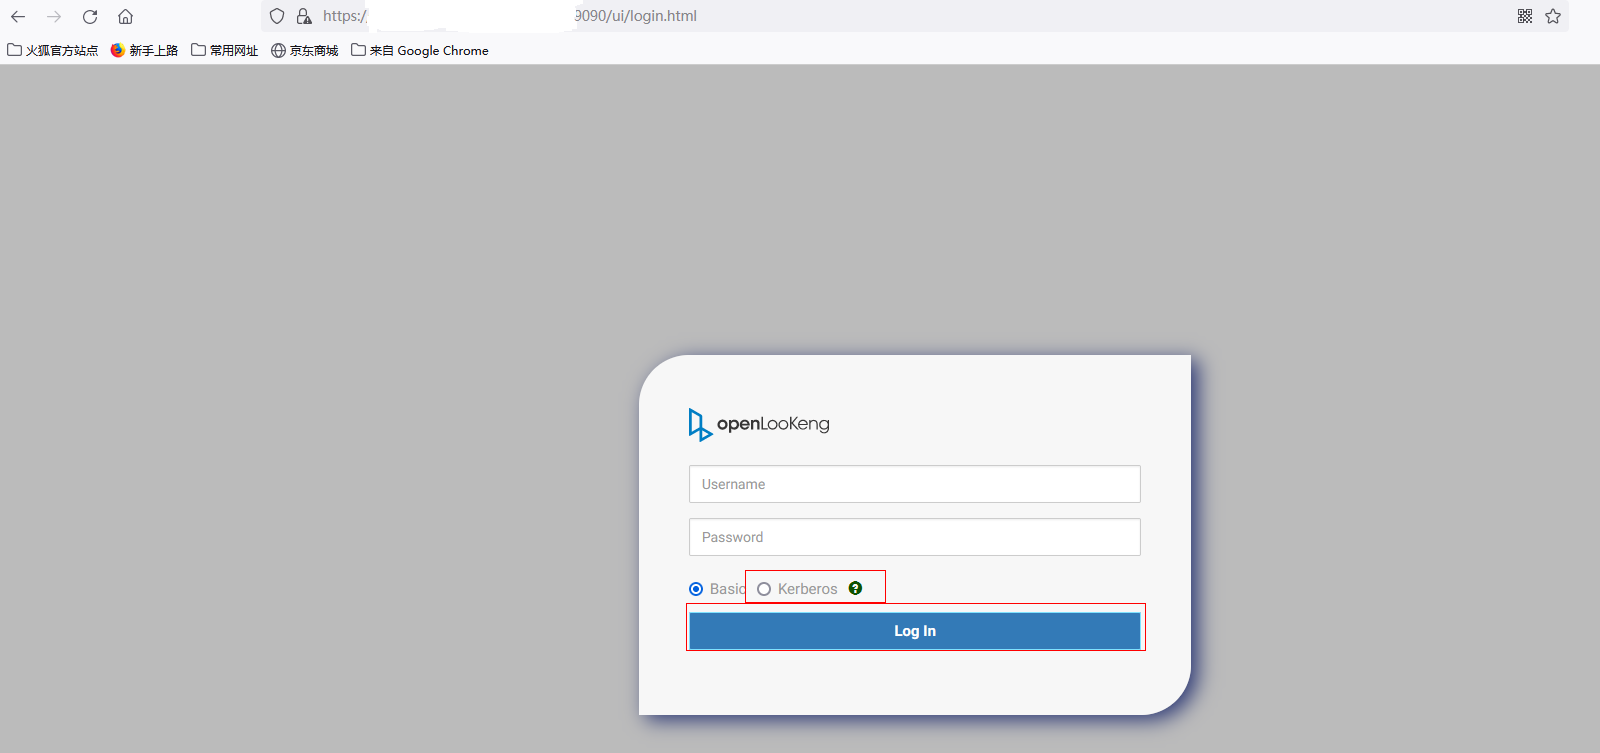 https:/9090/ui/login.html
火狐官方站点 新手上路 常用网址 京东商城 来自 Google Chrome
openLooKeng
Username
Password
Basic Kerberos ?
Log In